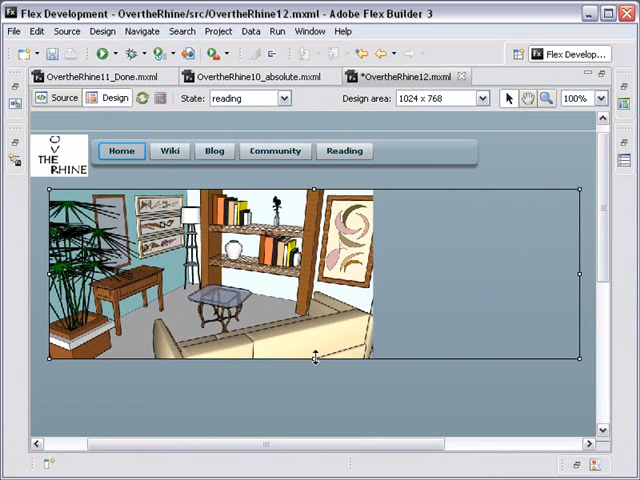 Flex Development - OvertheRhine/src/OvertheRhine12.mxml - Adobe Flex Builder 3
File Edit Source Design Navigate Search Project Data Run Window Help
Flex Develop...
OvertheRhine11_Done.mxml OvertheRhine10_absolute.mxml *OvertheRhine12.mxml
Source Design State: reading Design area: 1024 x 768 100%
O
V
THE
RHINE
Home Wiki Blog Community Reading